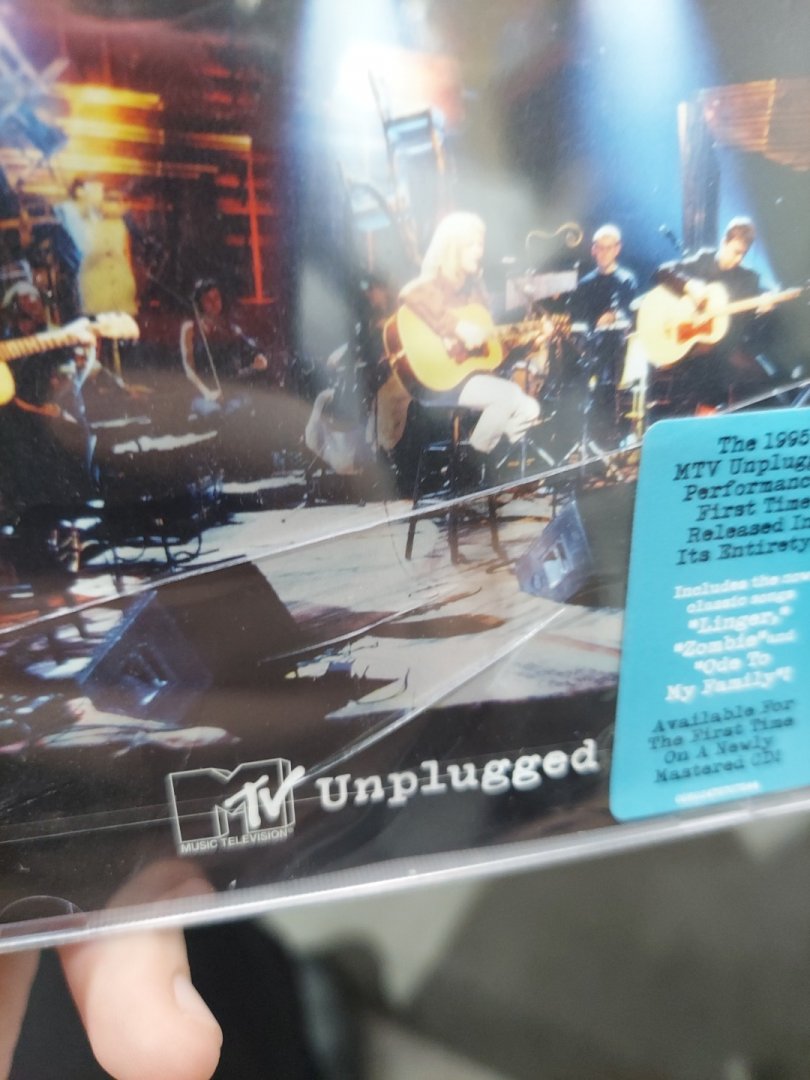 The 1995
MTV Unplugg
Performanc
First Time
Released I
Its Entirety
Includes the now
classic songs
"Linger,"
"Zombie" and
"Ode To
My Family"!
Available For
The First Time
On A Newly
Mastered CD!
MTV Unplugged
MUSIC TELEVISION®